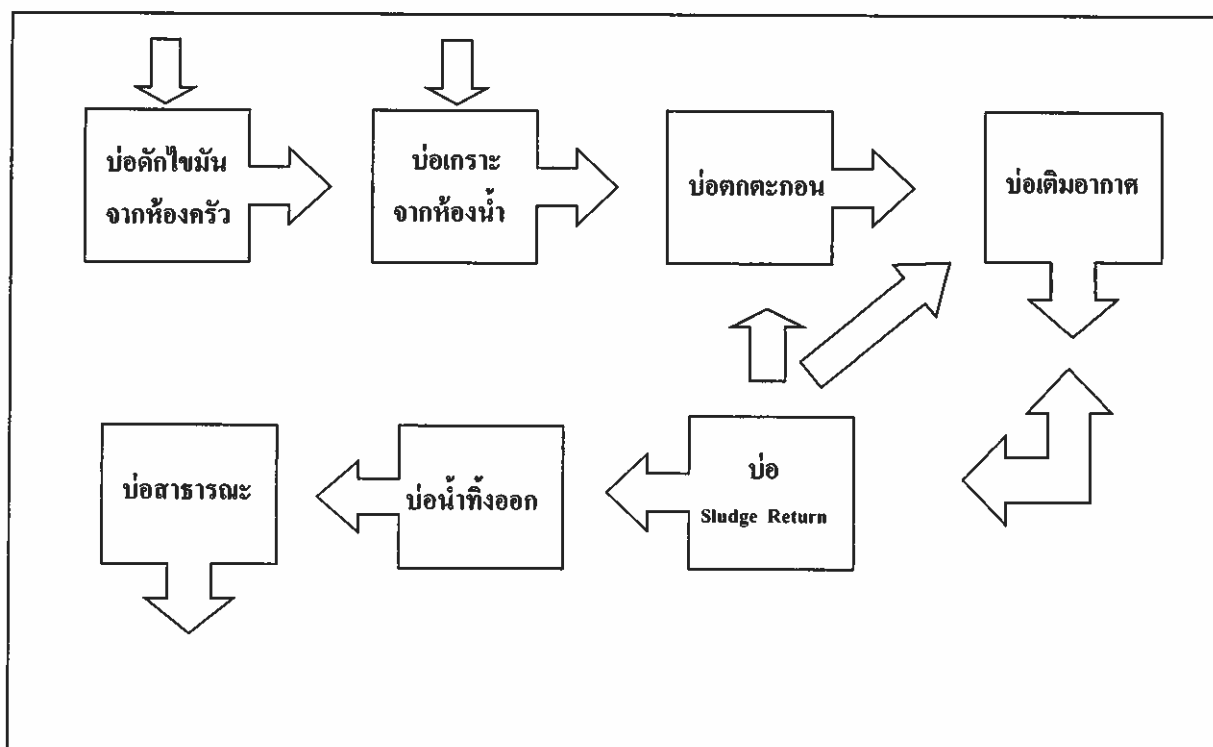 บ่อดักไขมัน
จากห้องครัว
บ่อเกราะ
จากห้องน้ำ
บ่อตกตะกอน
บ่อเติมอากาศ
บ่อสาธารณะ
บ่อน้ำทิ้งออก
บ่อ
Sludge Return